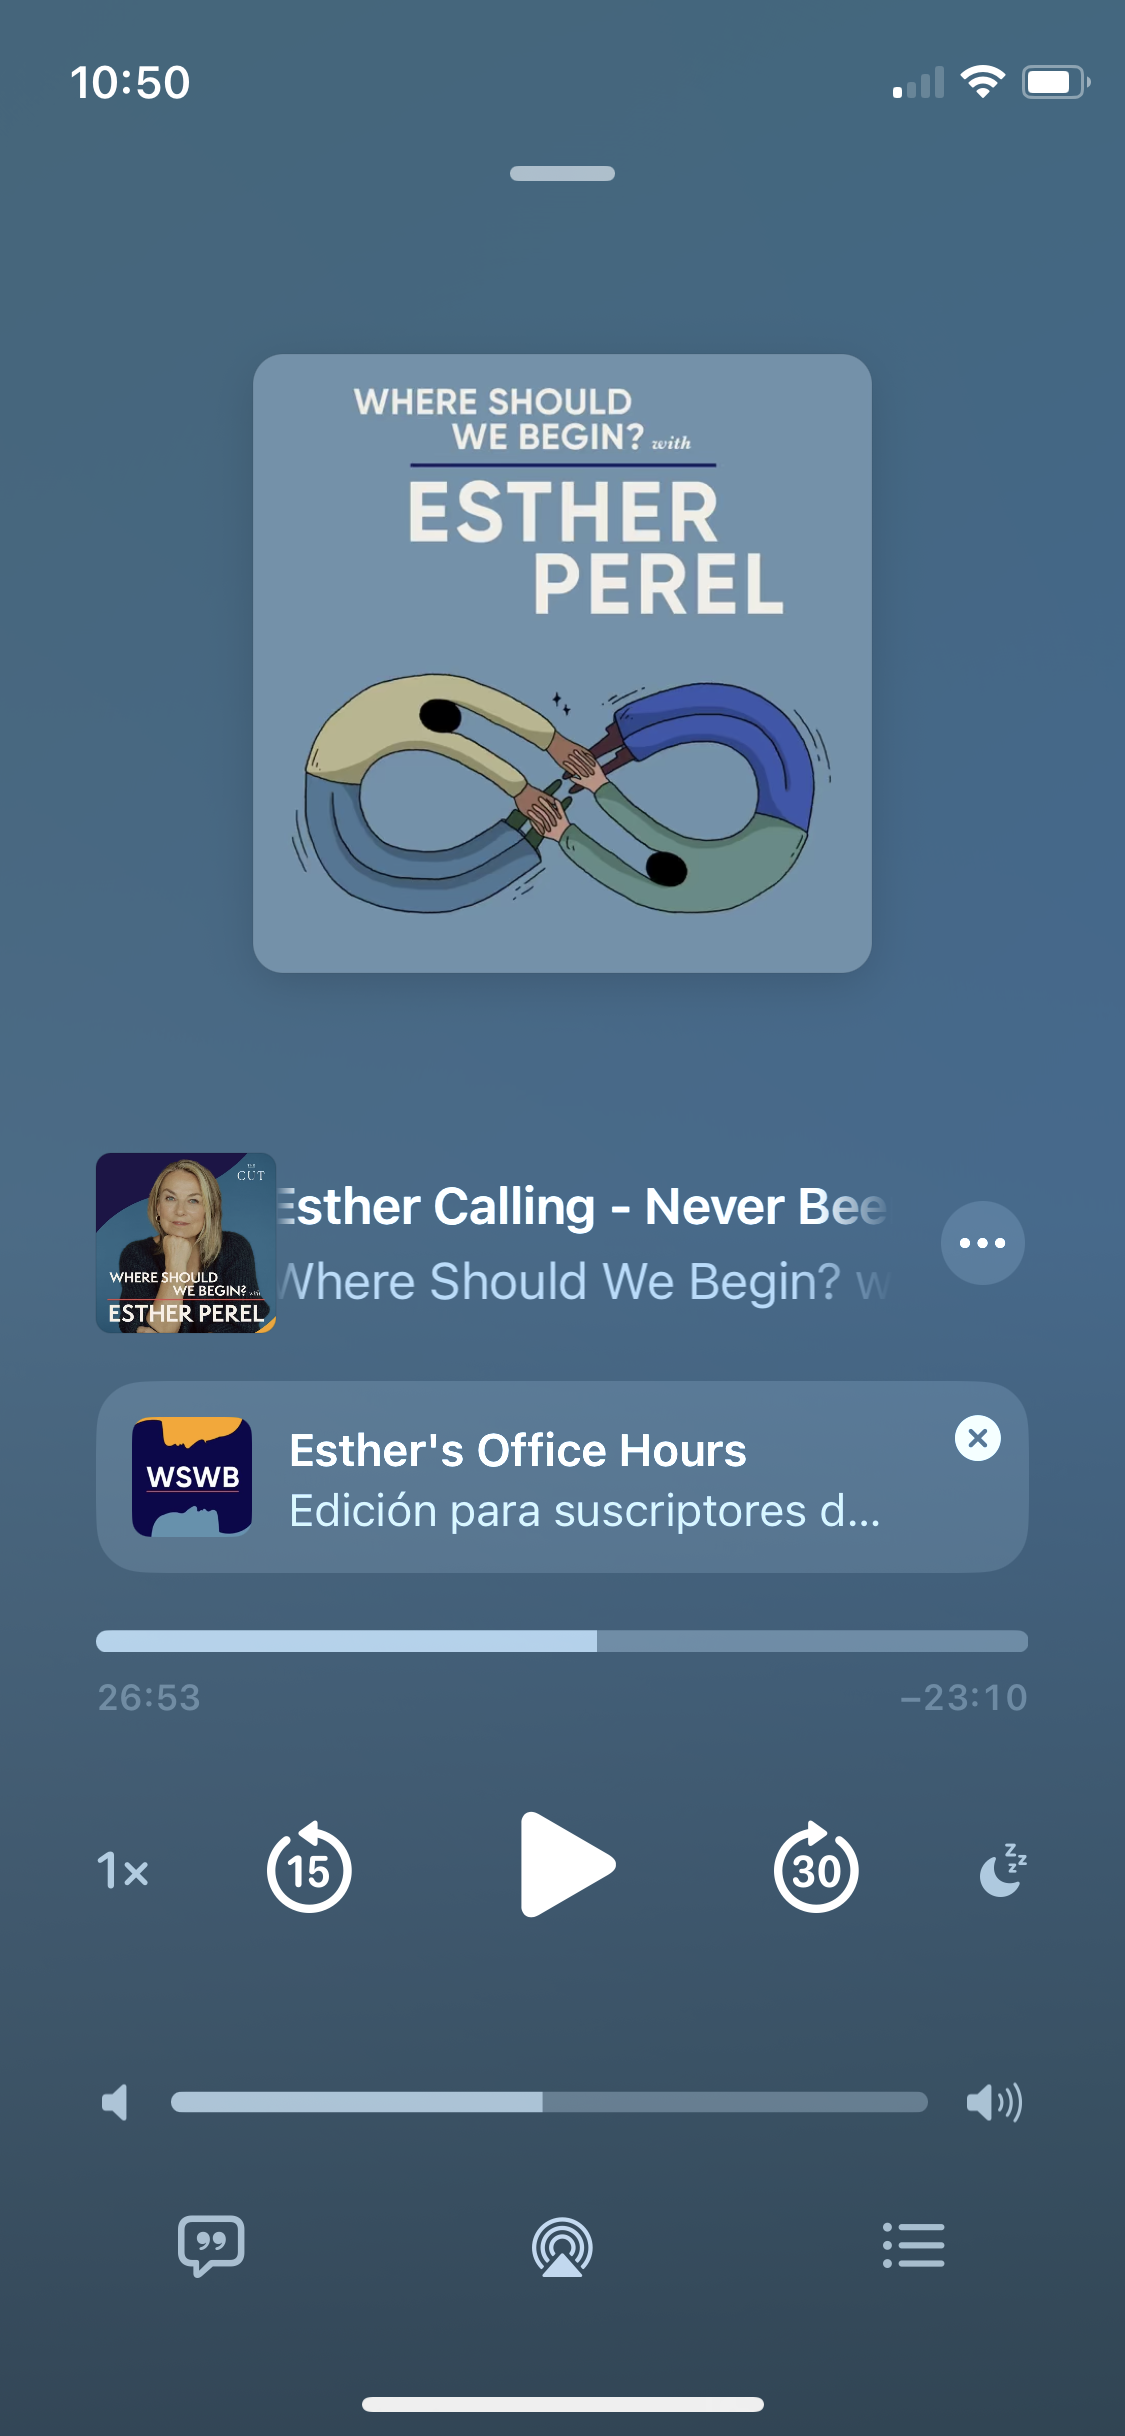 10:50
WHERE SHOULD
WE BEGIN? with
ESTHER
PEREL
THE
CUT
WHERE SHOULD
WE BEGIN? with
ESTHER PEREL
Esther Calling - Never Bee
Where Should We Begin? w
WSWB
Esther's Office Hours
Edición para suscriptores d...
26:53
–23:10
1×
15
30
zzz